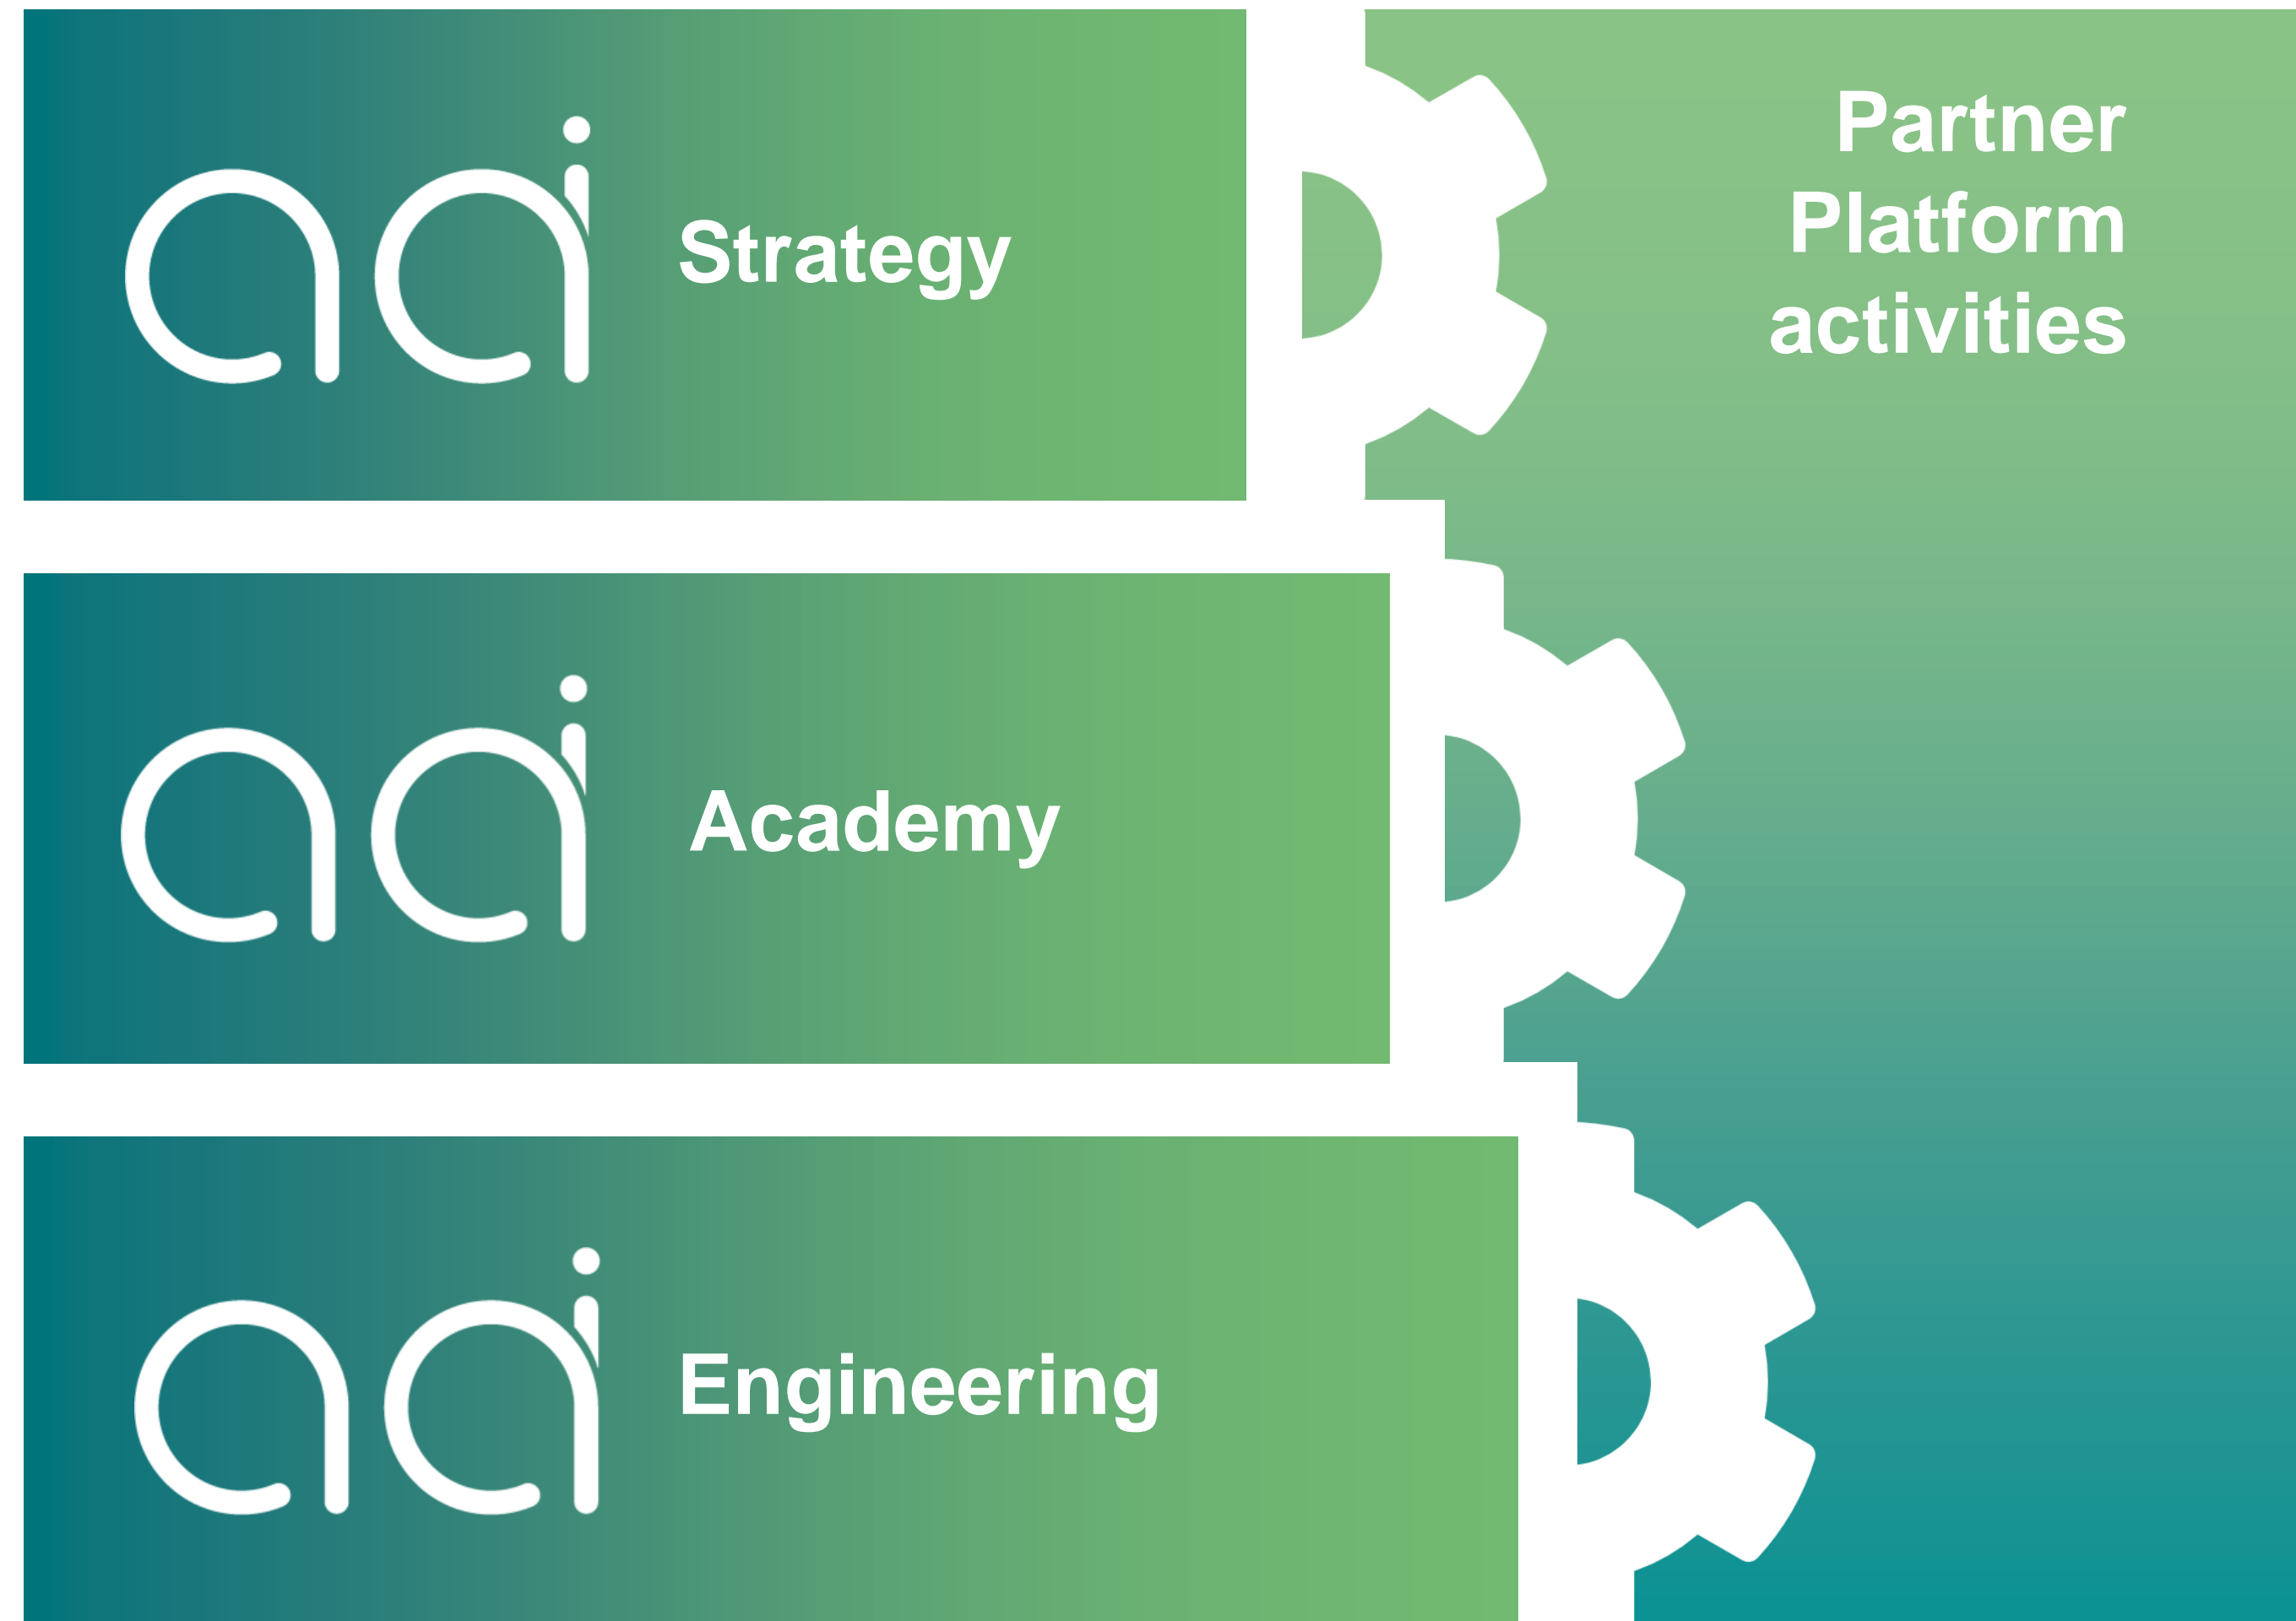 aai Strategy
Partner
Platform
activities
aai Academy
aai Engineering